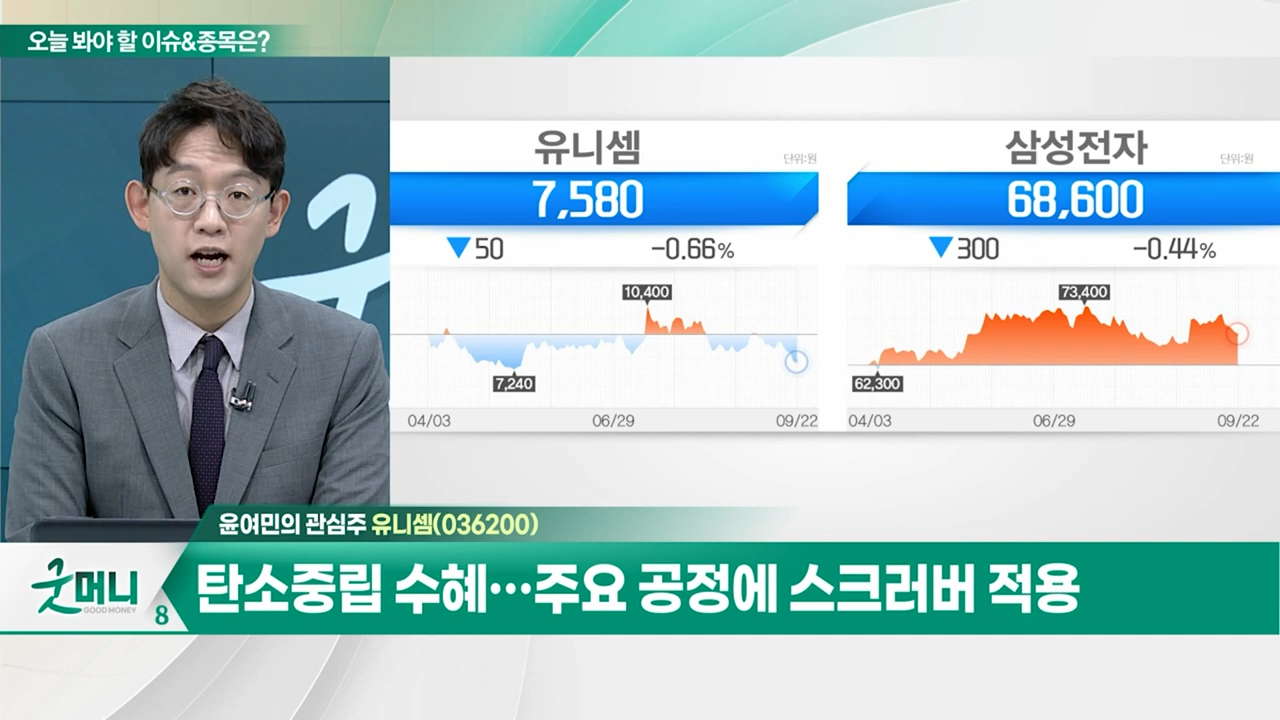 오늘 봐야 할 이슈&종목은?
유니셈
단위:원
7,580
▼50 -0.66%
10,400
7,240
04/03 06/29 09/22
삼성전자
단위:원
68,600
▼300 -0.44%
73,400
62,300
04/03 06/29 09/22
윤여민의 관심주 유니셈(036200)
굿머니
GOOD MONEY
8
탄소중립 수혜…주요 공정에 스크러버 적용